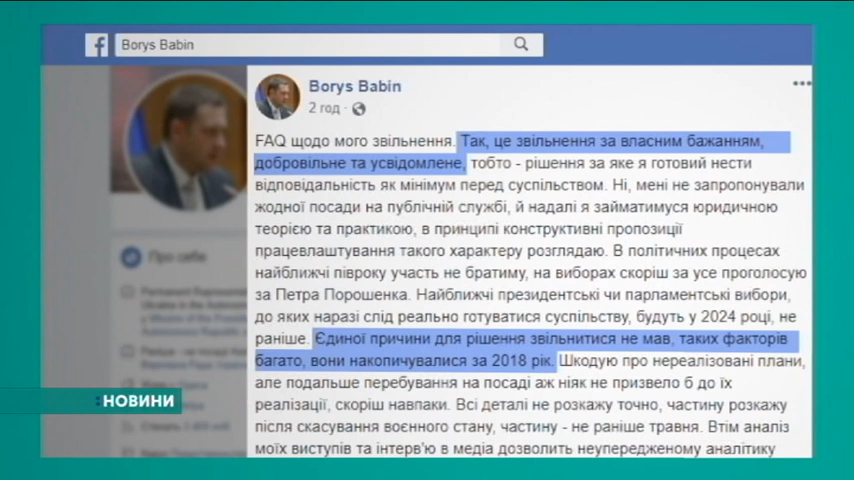 Borys Babin
Borys Babin
2 год
FAQ щодо мого звільнення. Так, це звільнення за власним бажанням,
добровільне та усвідомлене, тобто - рішення за яке я готовий нести
відповідальність як мінімум перед суспільством. Ні, мені не запропонували
жодної посади на публічній службі, й надалі я займатимуся юридичною
теорією та практикою, в принципі конструктивні пропозиції
працевлаштування такого характеру розглядаю. В політичних процесах
найближчі півроку участь не братиму, на виборах скоріш за усе проголосую
за Петра Порошенка. Найближчі президентські чи парламентські вибори,
до яких наразі слід реально готуватися суспільству, будуть у 2024 році, не
раніше. Єдиної причини для рішення звільнитися не мав, таких факторів
багато, вони накопичувалися за 2018 рік. Шкодую про нереалізовані плани,
але подальше перебування на посаді аж ніяк не призвело б до їх
реалізації, скоріш навпаки. Всі деталі не розкажу точно, частину розкажу
після скасування воєнного стану, частину - не раніше травня. Втім аналіз
моїх виступів та інтерв'ю в медіа дозволить неупередженому аналітику
Про себе
НОВИНИ